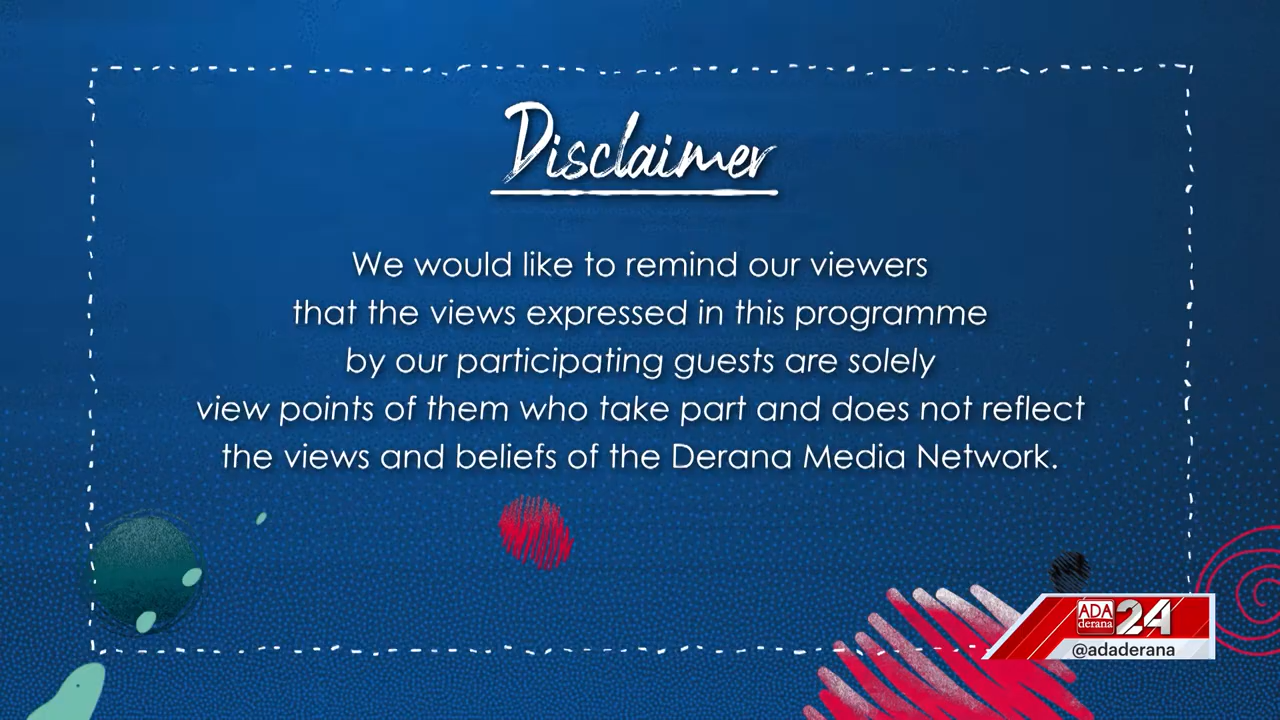 Disclaimer
We would like to remind our viewers
that the views expressed in this programme
by our participating guests are solely
view points of them who take part and does not reflect
the views and beliefs of the Derana Media Network.
ADA
derana
24
@adaderana